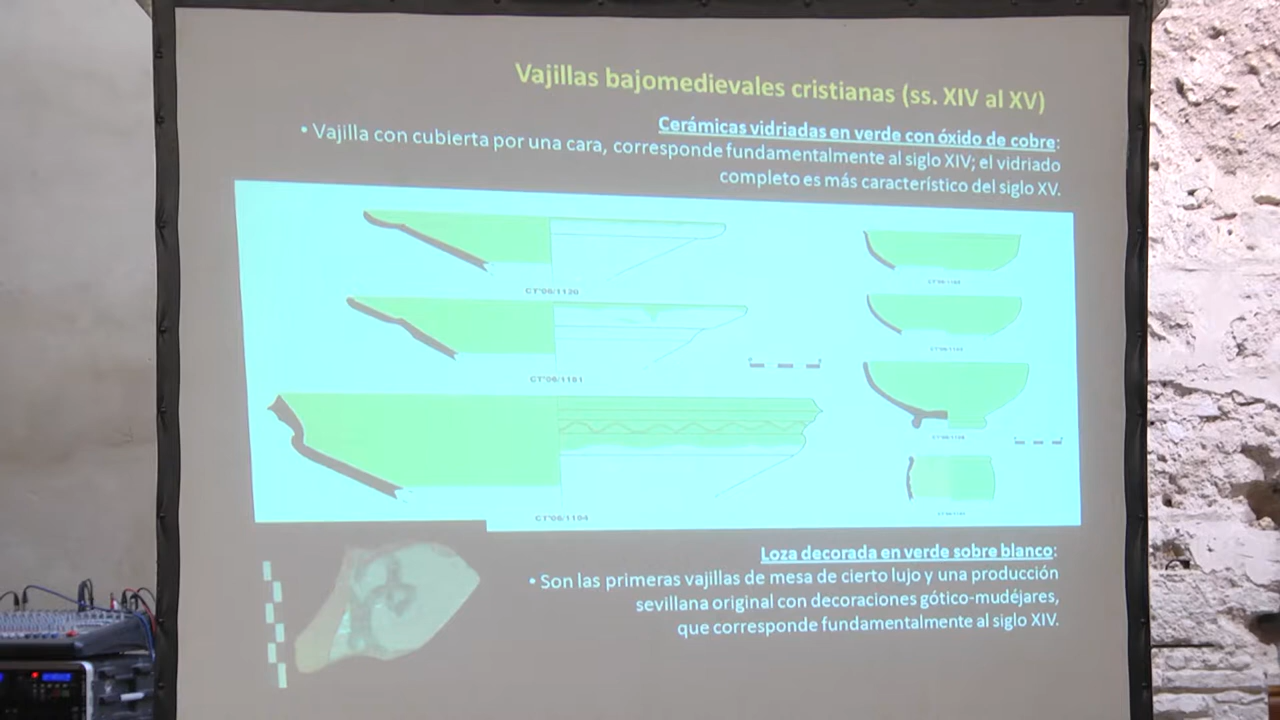 Vajillas bajomedievales cristianas (ss. XIV al XV)
Cerámicas vidriadas en verde con óxido de cobre:
• Vajilla con cubierta por una cara, corresponde fundamentalmente al siglo XIV; el vidriado
completo es más característico del siglo XV.
CT'06/1130
CT'06/1181
CT'06/1104
Loza decorada en verde sobre blanco:
• Son las primeras vajillas de mesa de cierto lujo y una producción
sevillana original con decoraciones gótico-mudéjares,
que corresponde fundamentalmente al siglo XIV.